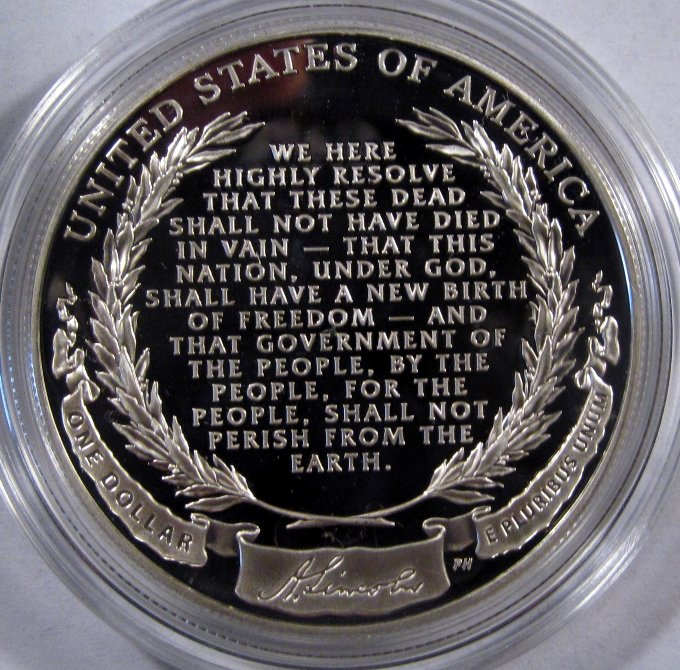 UNITED STATES OF AMERICA
WE HERE
HIGHLY RESOLVE
THAT THESE DEAD
SHALL NOT HAVE DIED
IN VAIN — THAT THIS
NATION, UNDER GOD,
SHALL HAVE A NEW BIRTH
OF FREEDOM — AND
THAT GOVERNMENT OF
THE PEOPLE, BY THE
PEOPLE, FOR THE
PEOPLE, SHALL NOT
PERISH FROM THE
EARTH.
ONE DOLLAR
E PLURIBUS UNUM
A. Lincoln
PH